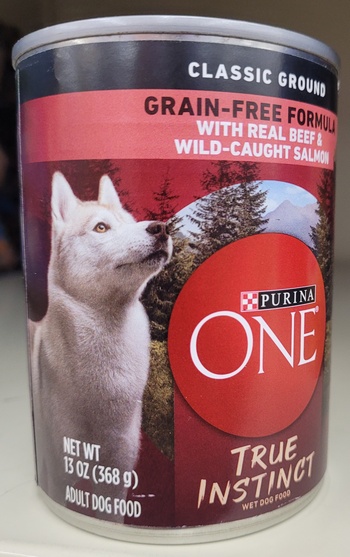 CLASSIC GROUND
GRAIN-FREE FORMULA
WITH REAL BEEF &
WILD-CAUGHT SALMON
PURINA
ONE®
TRUE
INSTINCT
WET DOG FOOD
NET WT
13 OZ (368 g)
ADULT DOG FOOD